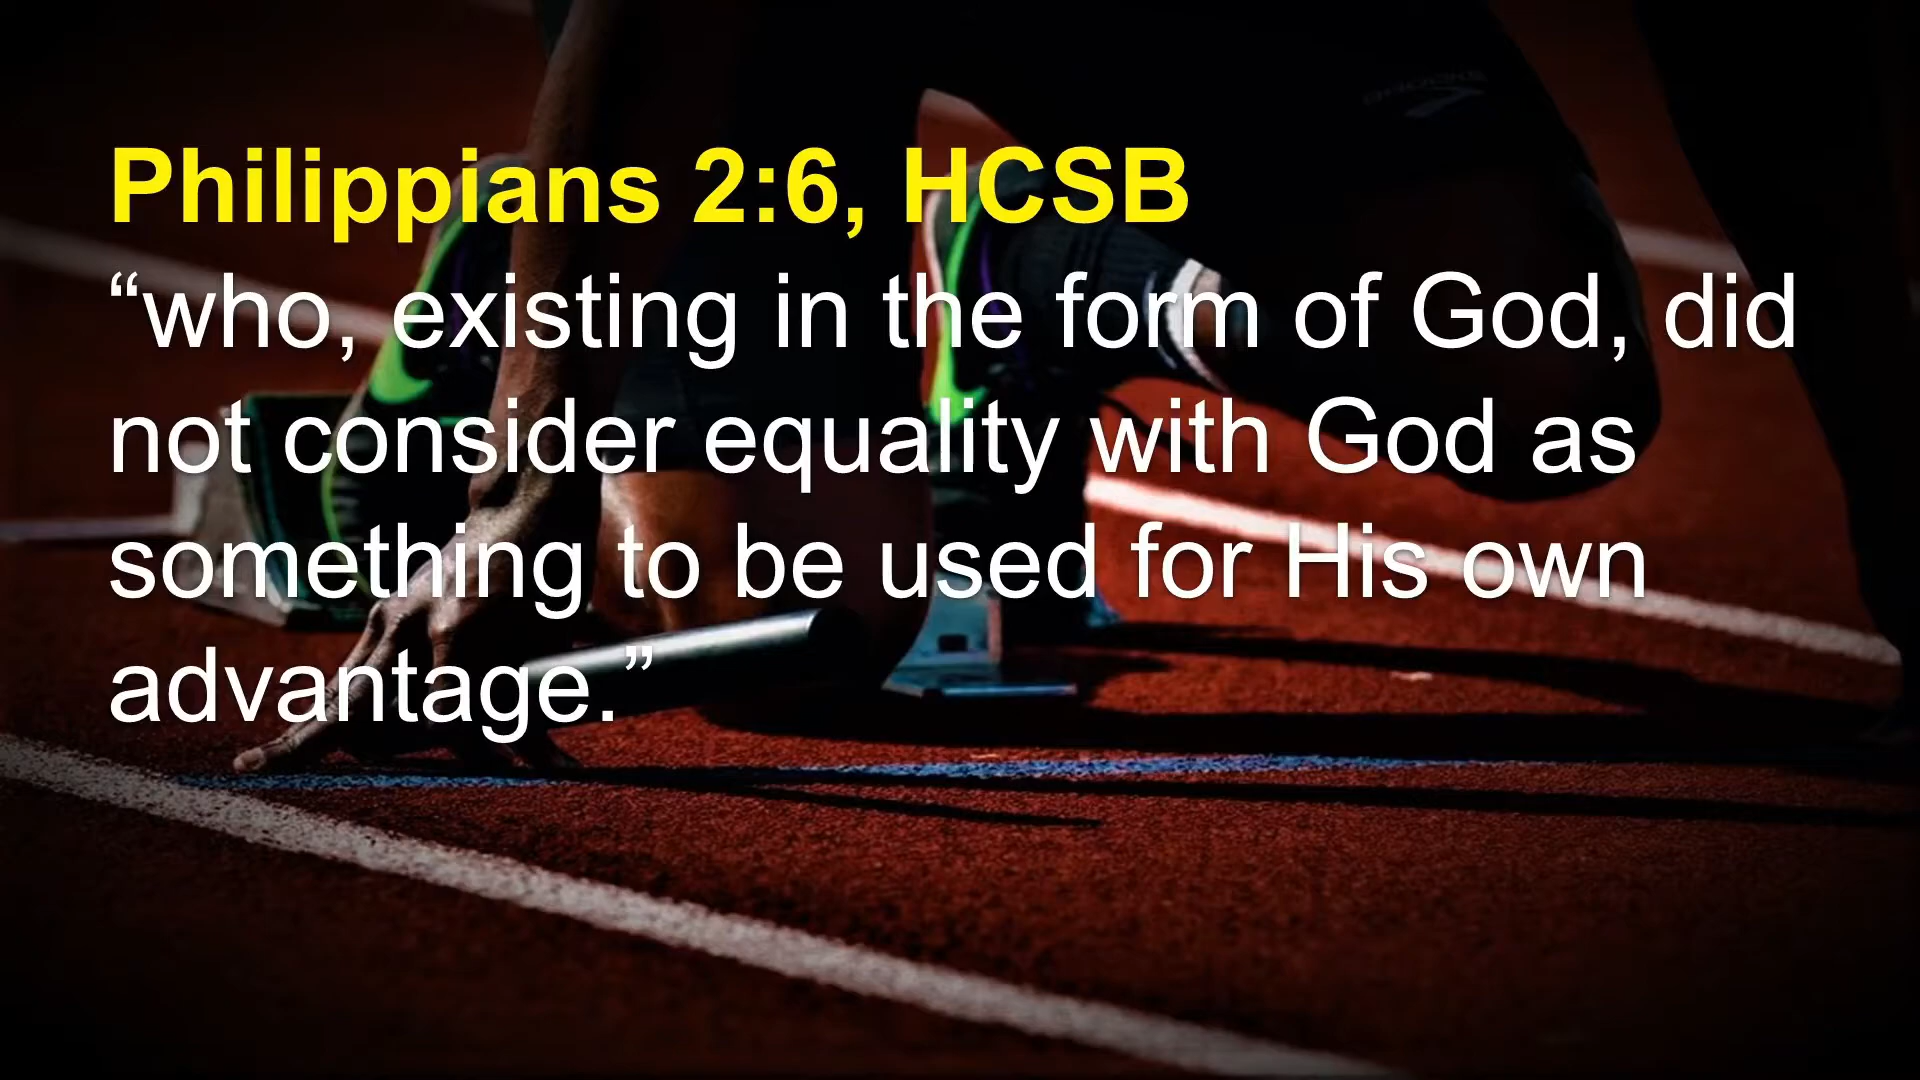 Philippians 2:6, HCSB
“who, existing in the form of God, did
not consider equality with God as
something to be used for His own
advantage.”